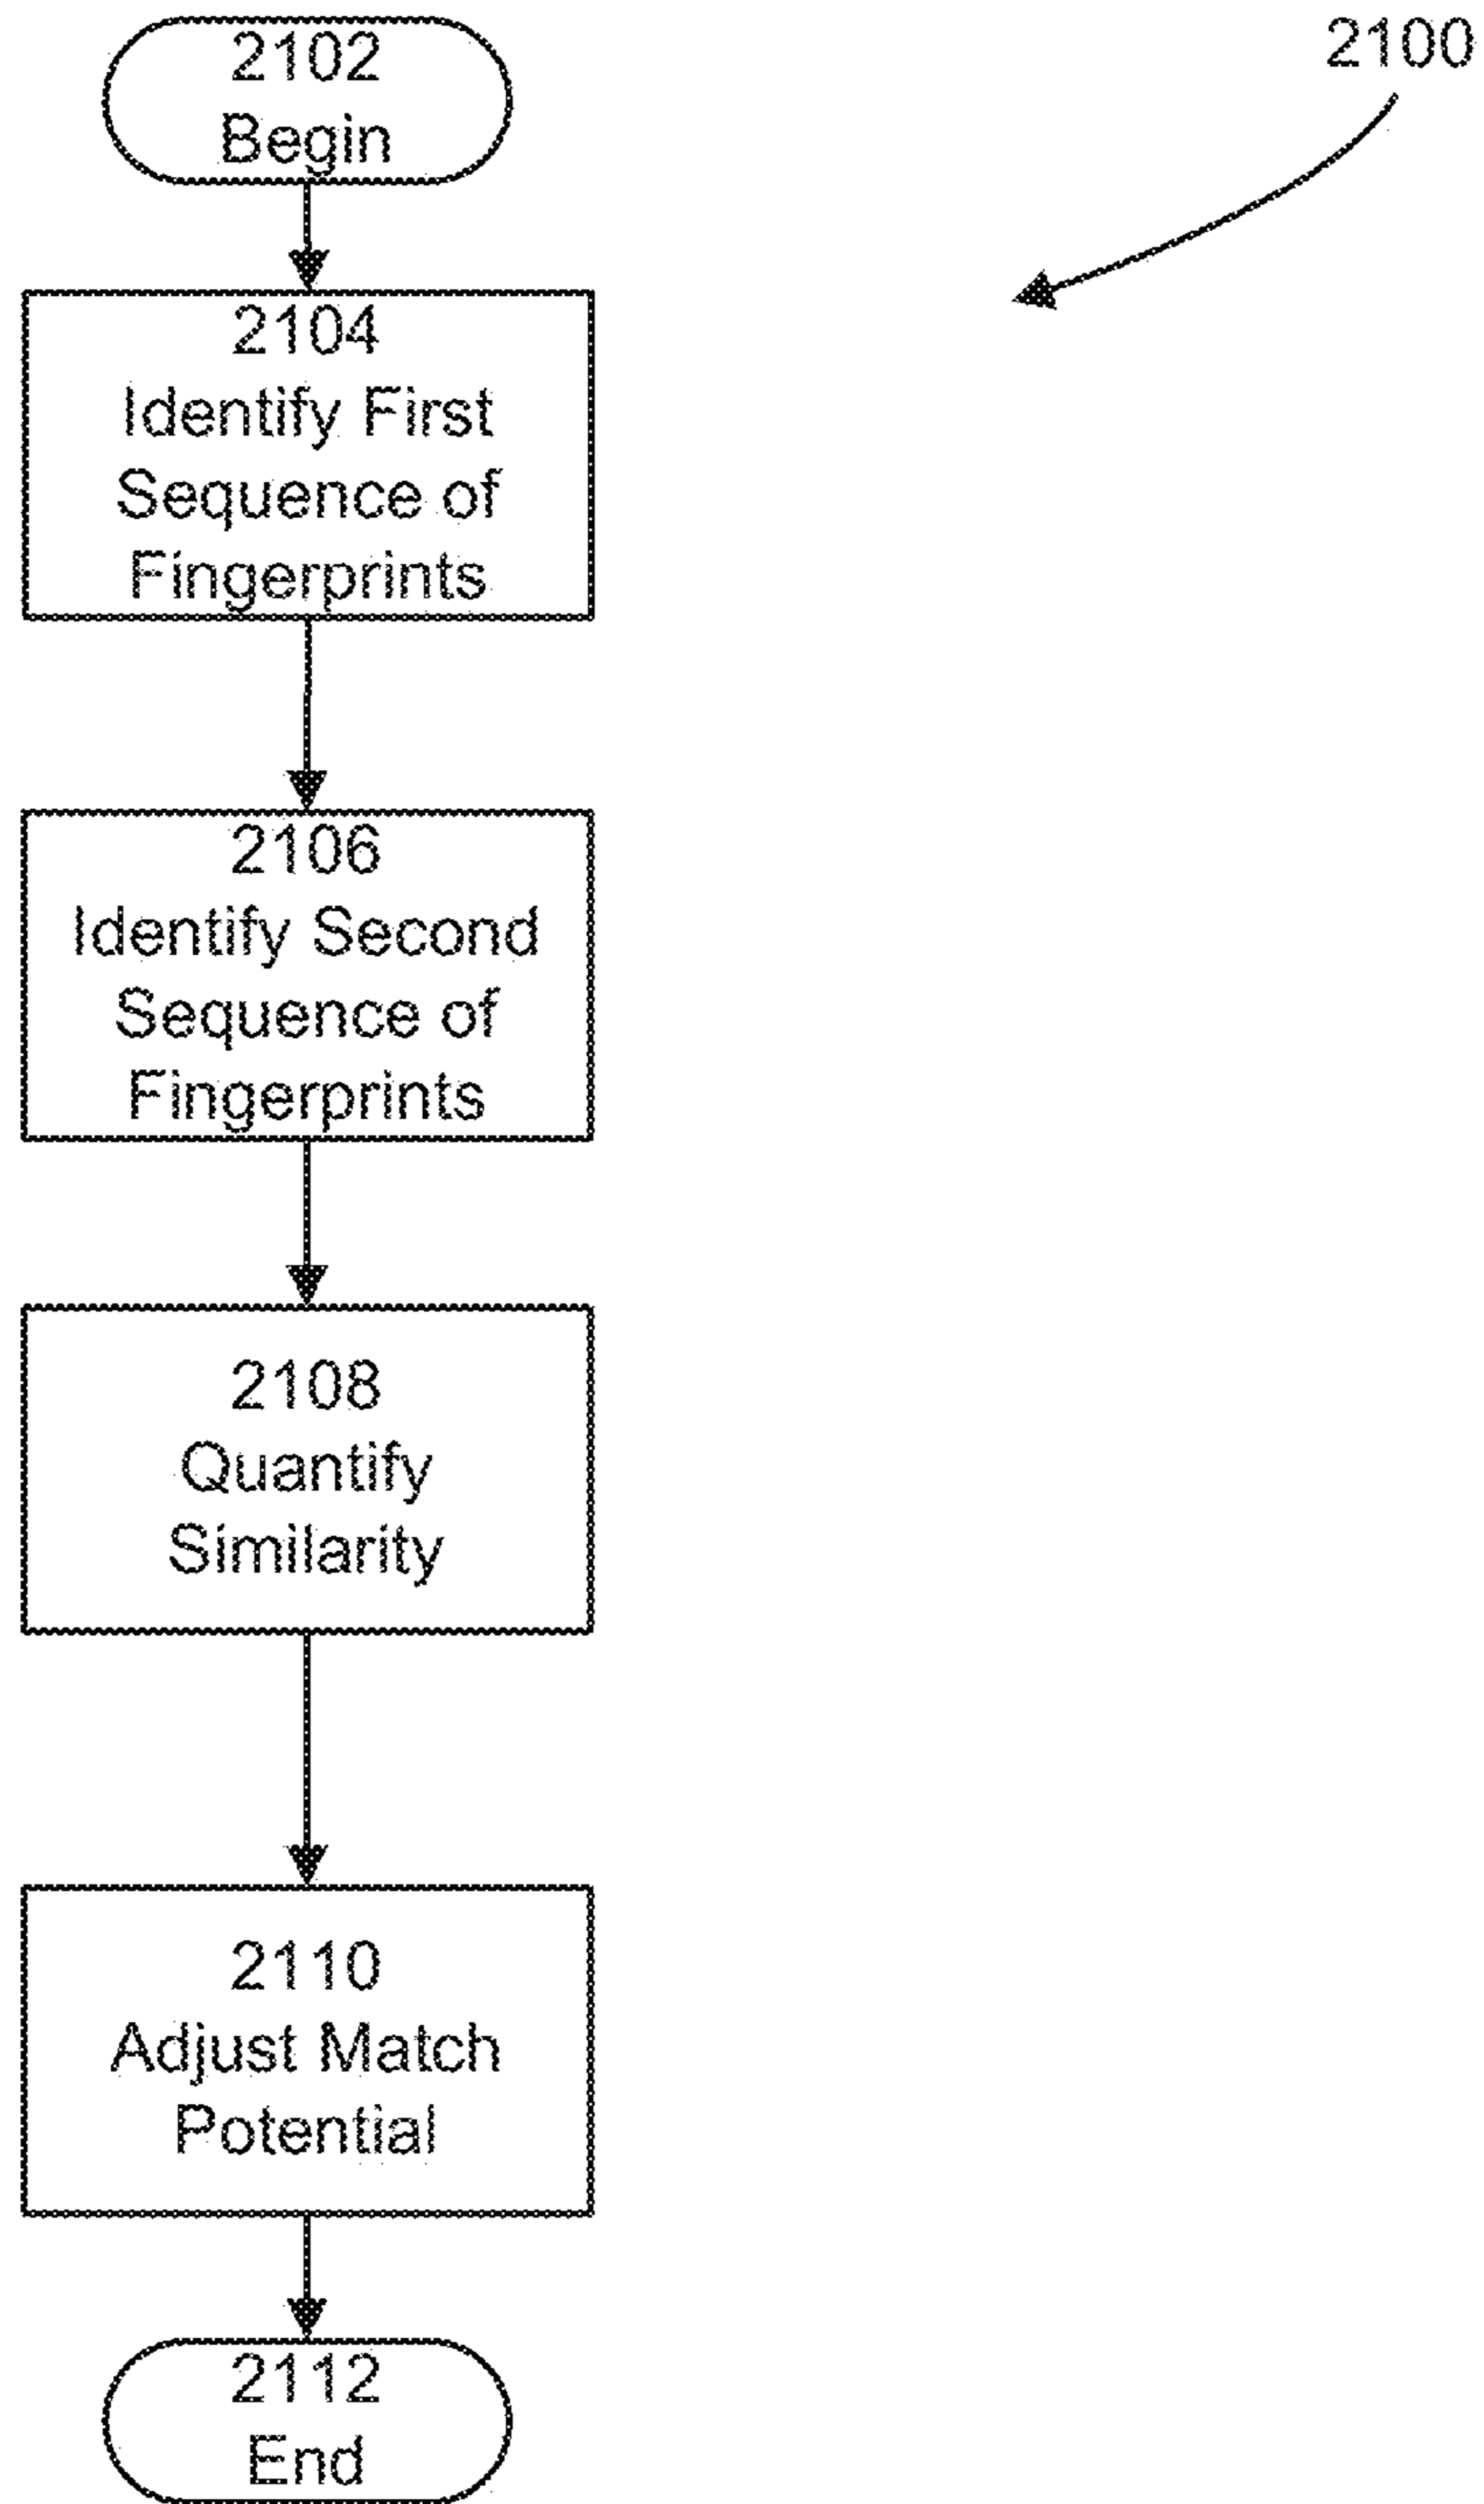 2102
Begin
2100
2104
Identify First
Sequence of
Fingerprints
2106
Identify Second
Sequence of
Fingerprints
2108
Quantify
Similarity
2110
Adjust Match
Potential
2112
End